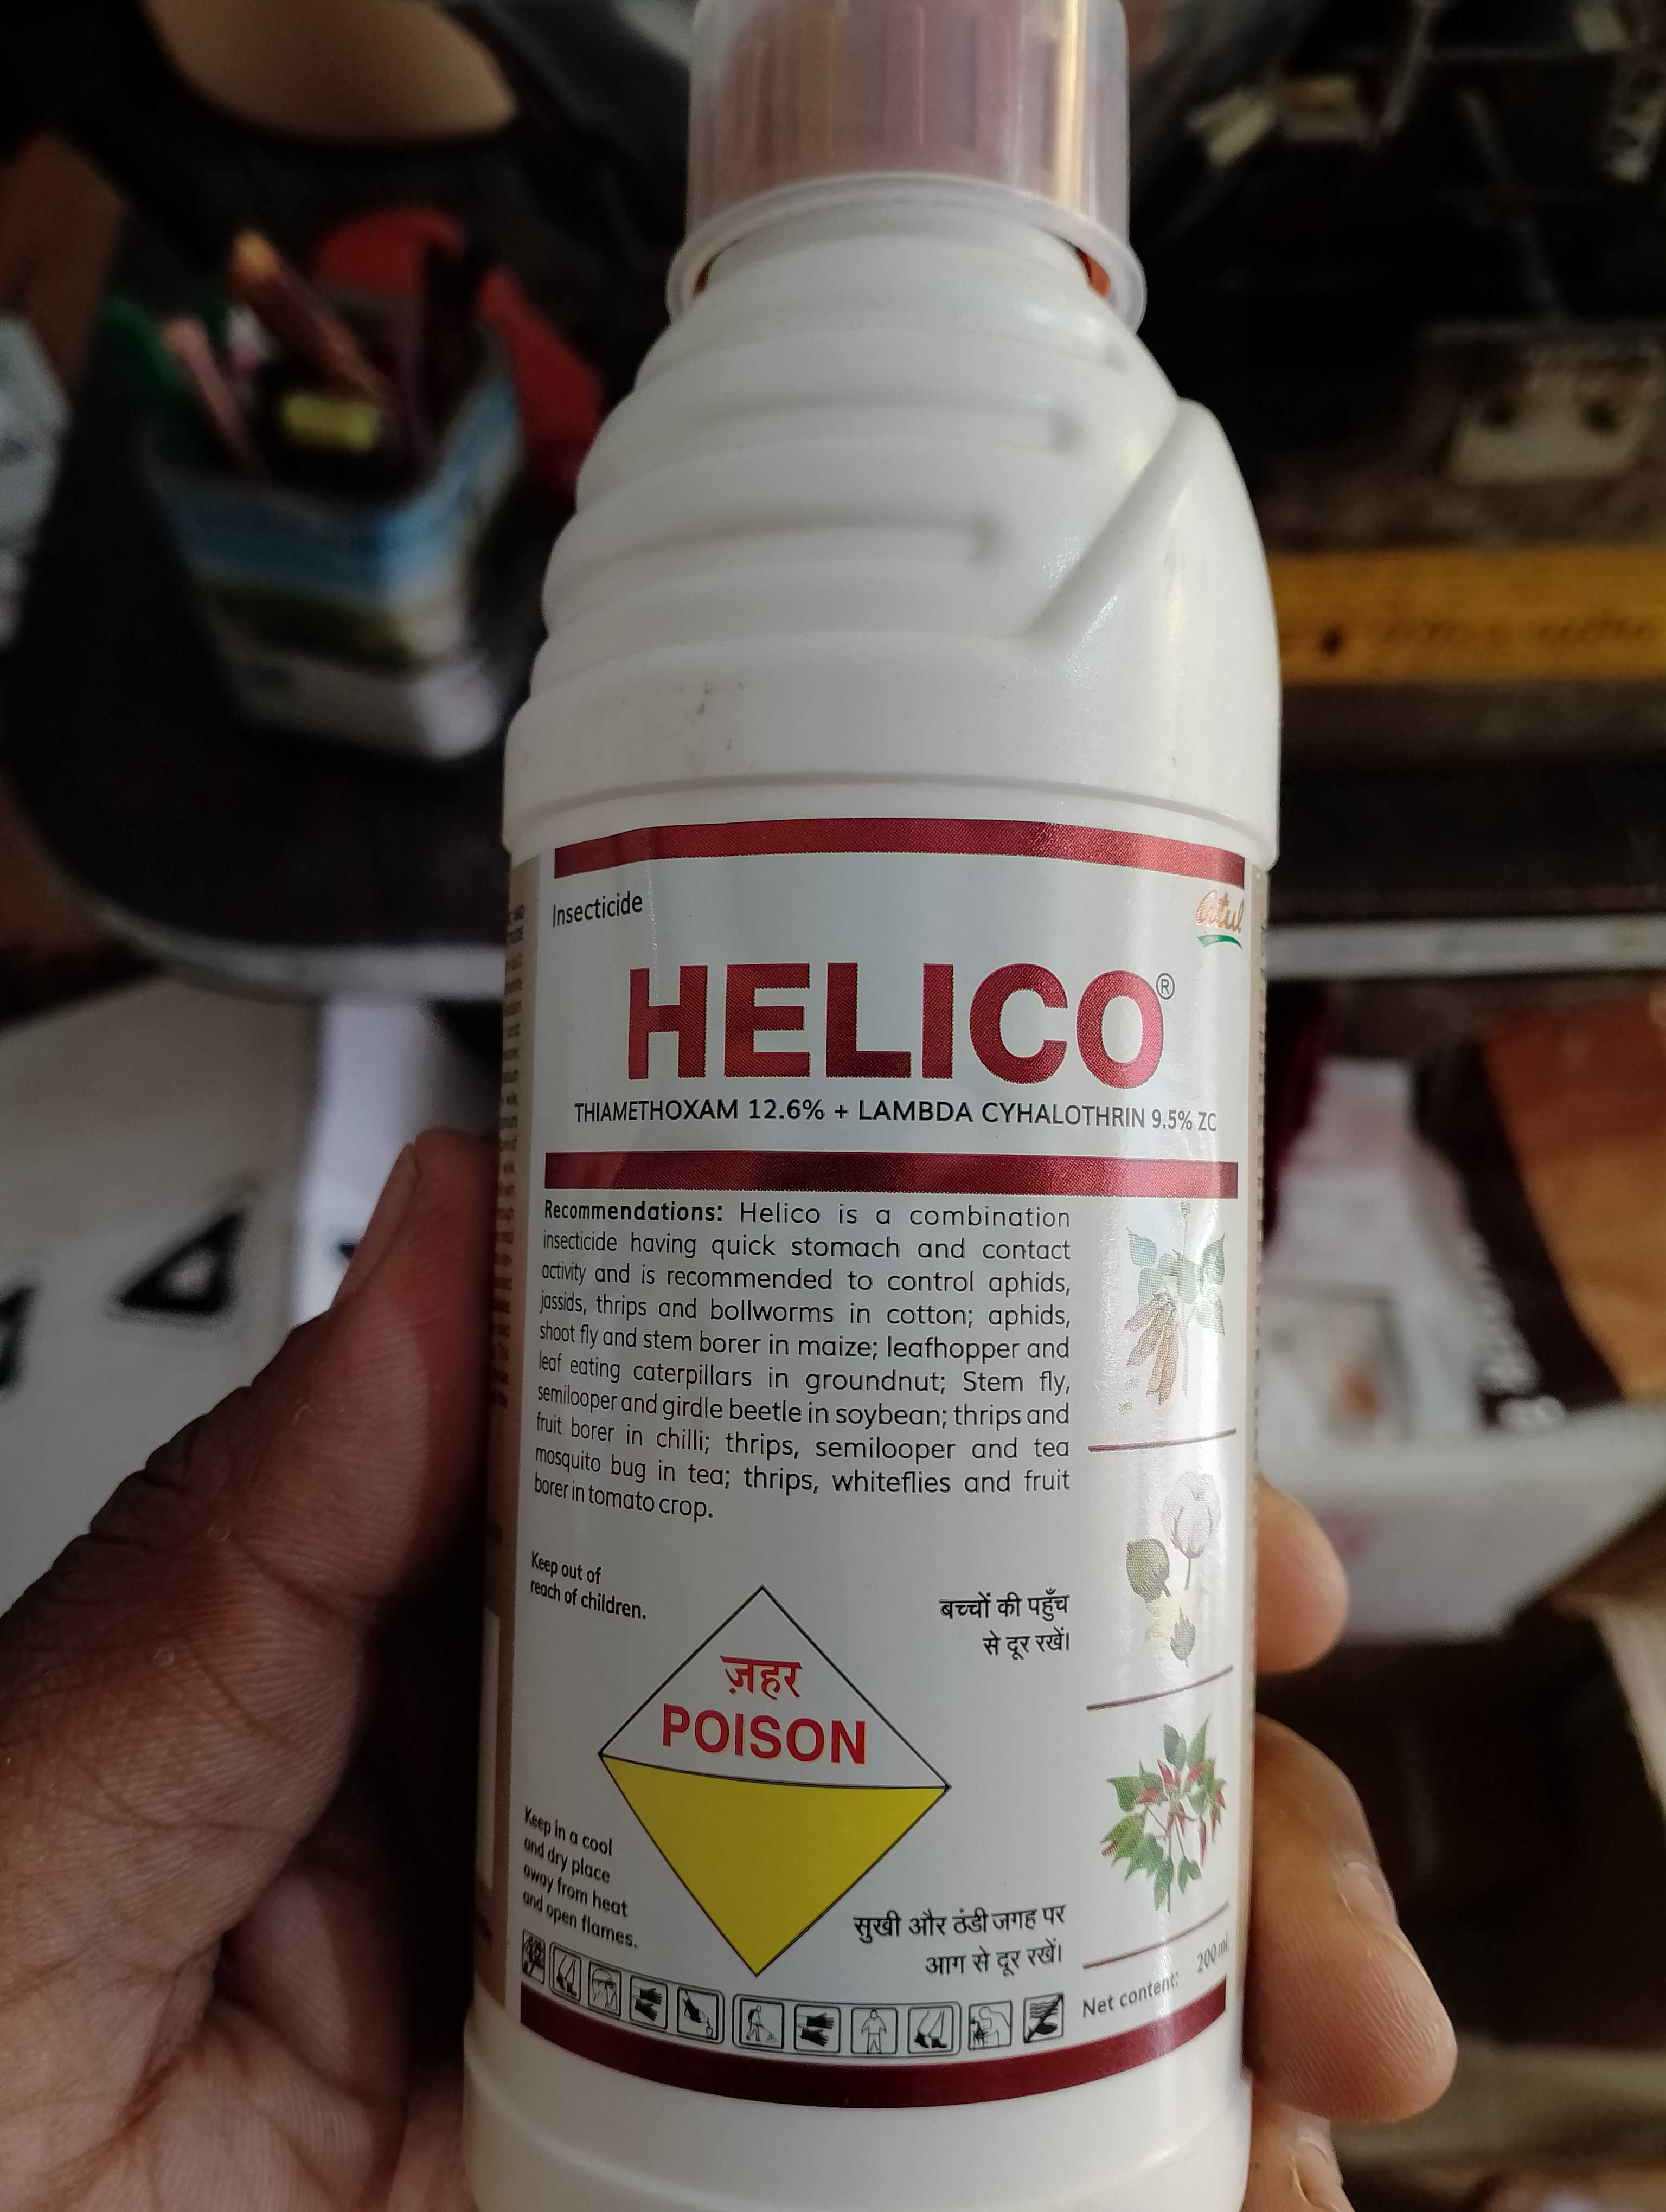 Insecticide
atul
HELICO®
THIAMETHOXAM 12.6% + LAMBDA CYHALOTHRIN 9.5% ZC
Recommendations: Helico is a combination
insecticide having quick stomach and contact
activity and is recommended to control aphids,
jassids, thrips and bollworms in cotton; aphids,
shoot fly and stem borer in maize; leafhopper and
leaf eating caterpillars in groundnut; Stem fly,
semilooper and girdle beetle in soybean; thrips and
fruit borer in chilli; thrips, semilooper and tea
mosquito bug in tea; thrips, whiteflies and fruit
borer in tomato crop.
Keep out of
reach of children.
बच्चों की पहुँच
से दूर रखें।
ज़हर
POISON
Keep in a cool
and dry place
away from heat
and open flames.
सुखी और ठंडी जगह पर
आग से दूर रखें।
Net content: 200 ml